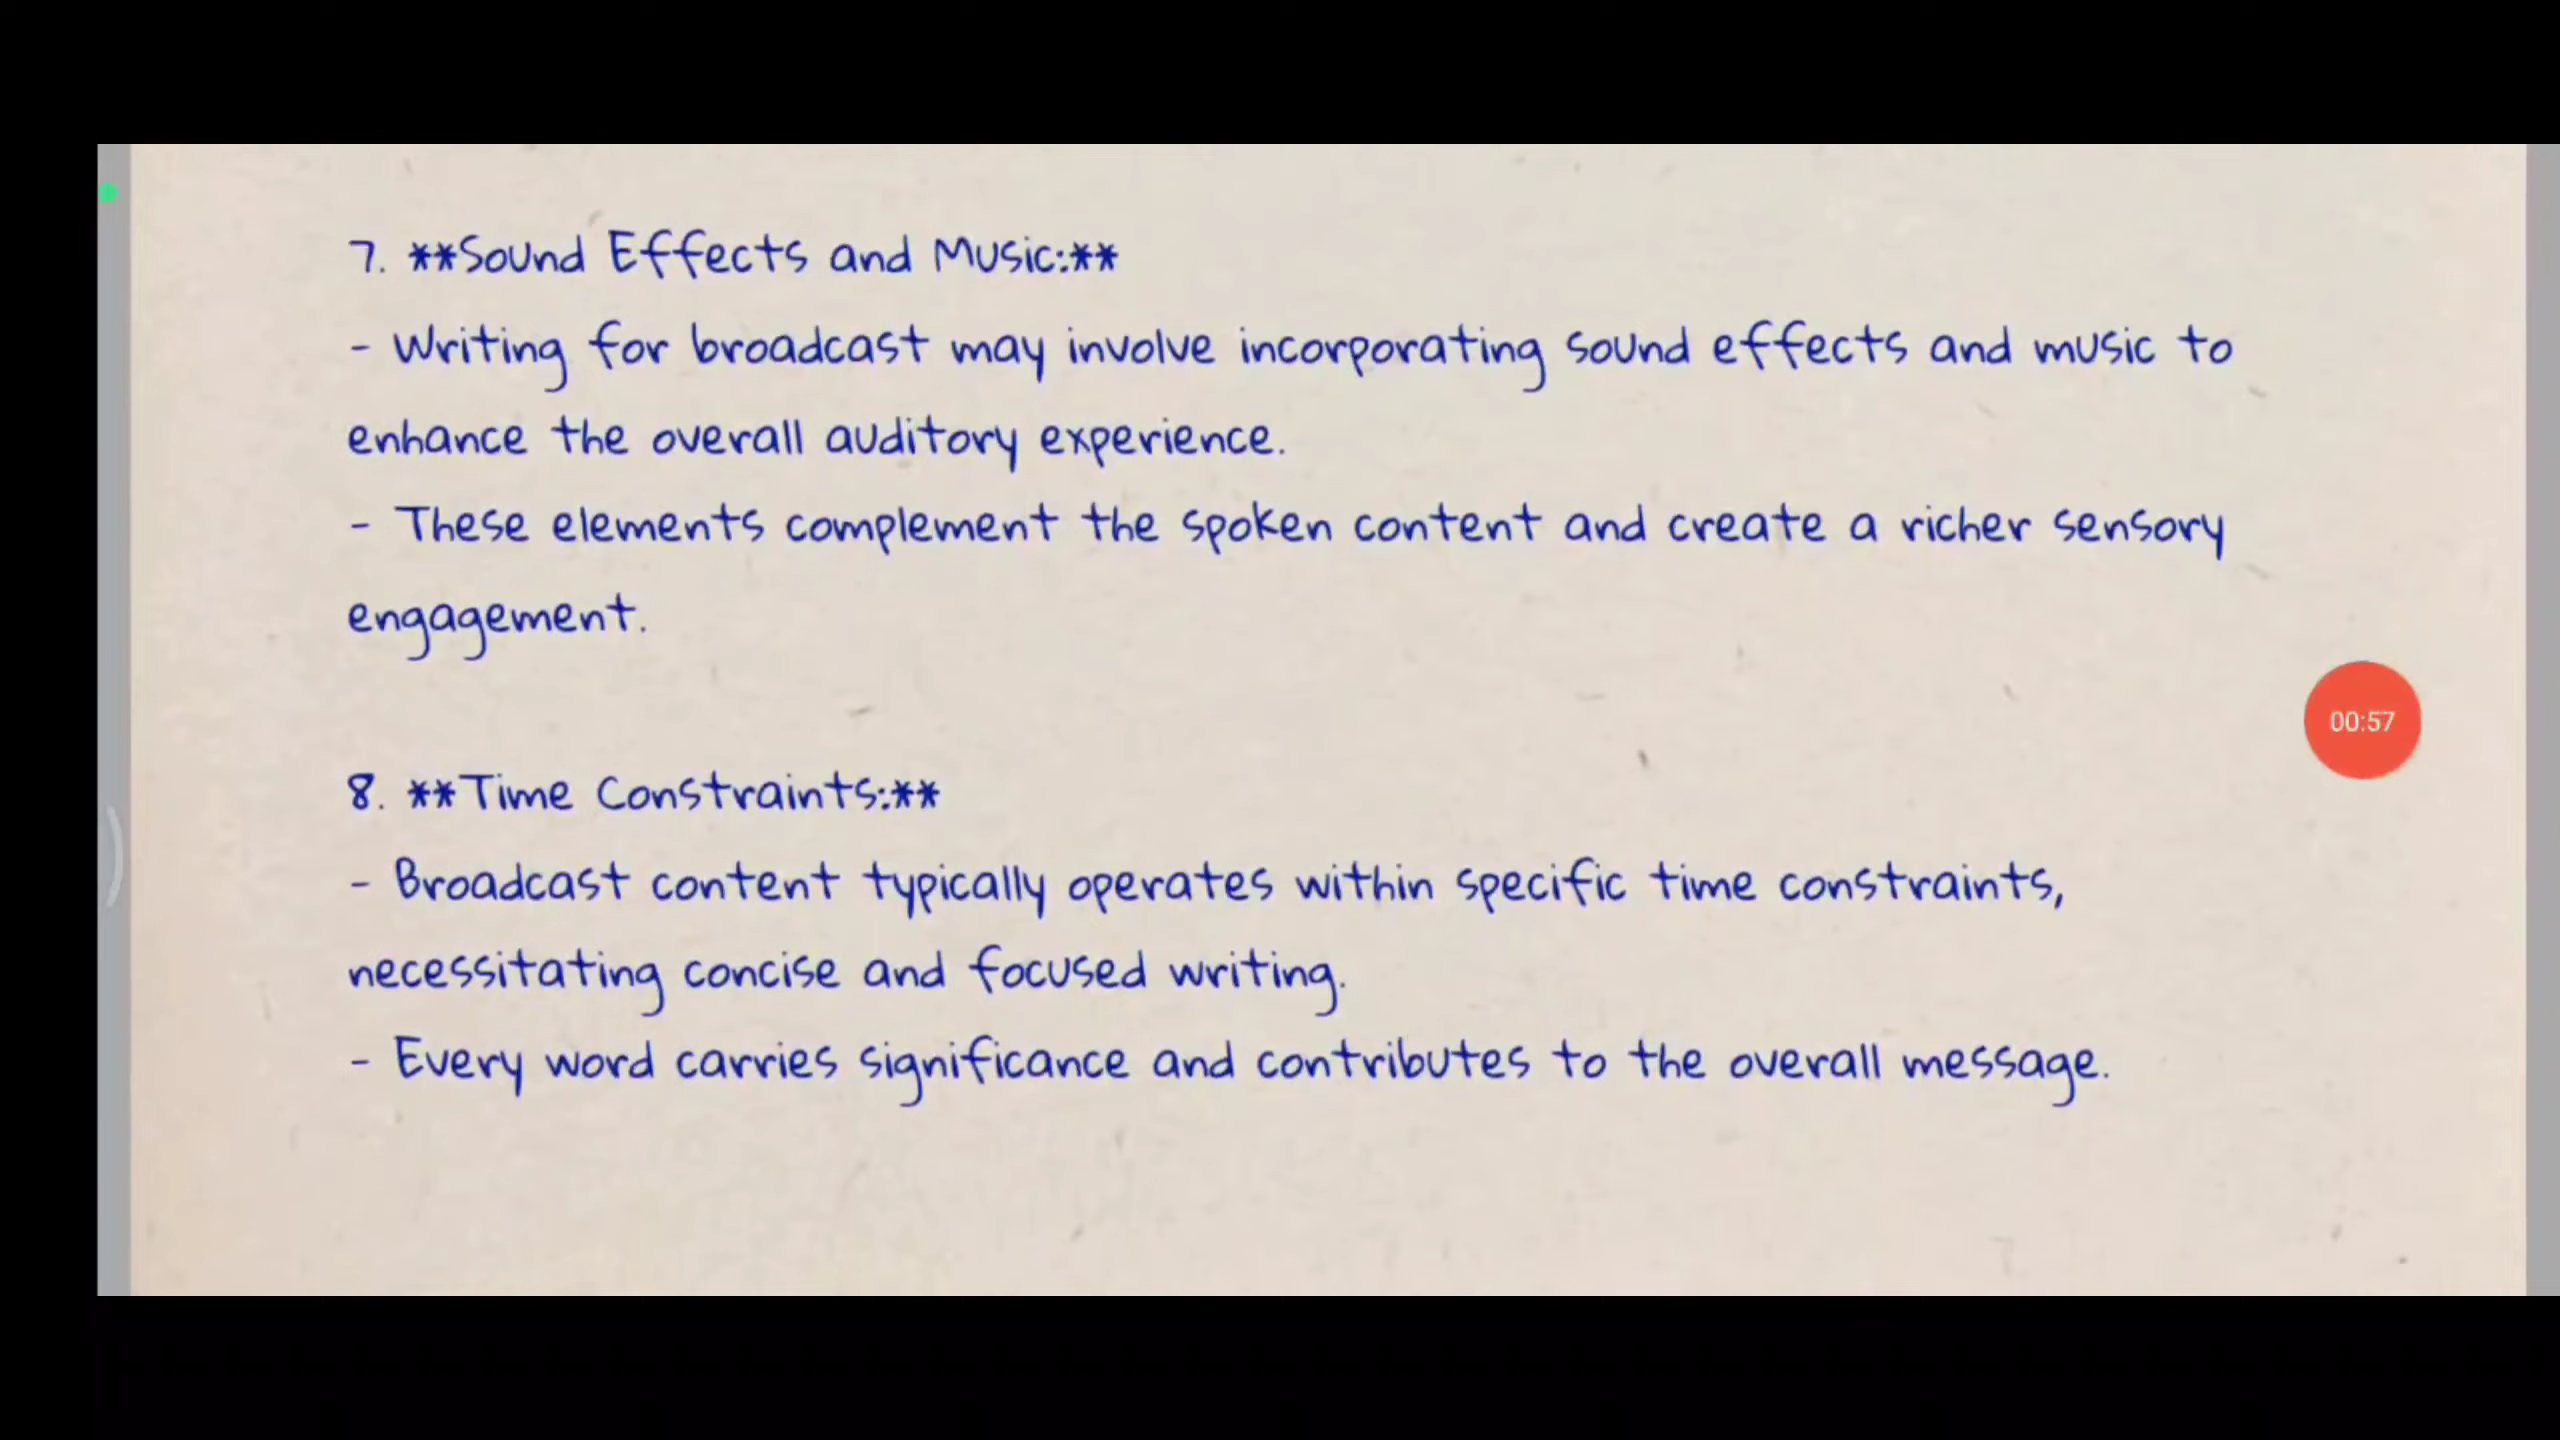 7. **Sound Effects and Music:**
- Writing for broadcast may involve incorporating sound effects and music to
enhance the overall auditory experience.
- These elements complement the spoken content and create a richer sensory
engagement.
00:57
8. **Time Constraints:**
- Broadcast content typically operates within specific time constraints,
necessitating concise and focused writing.
- Every word carries significance and contributes to the overall message.